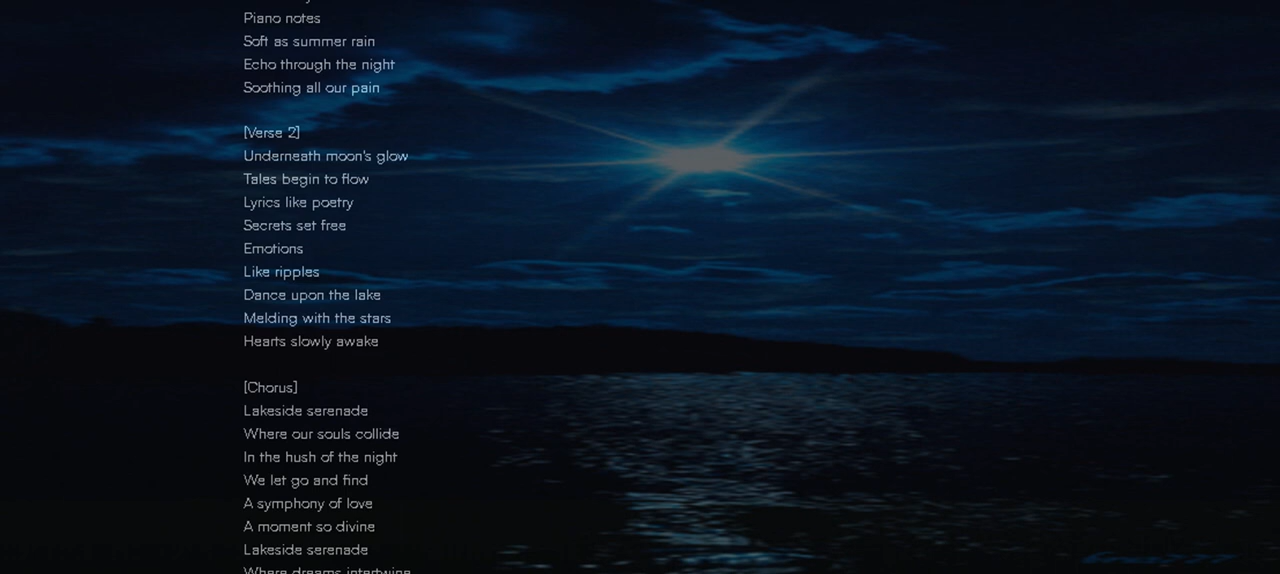 Piano notes
Soft as summer rain
Echo through the night
Soothing all our pain
[Verse 2]
Underneath moon's glow
Tales begin to flow
Lyrics like poetry
Secrets set free
Emotions
Like ripples
Dance upon the lake
Melding with the stars
Hearts slowly awake
[Chorus]
Lakeside serenade
Where our souls collide
In the hush of the night
We let go and find
A symphony of love
A moment so divine
Lakeside serenade
Where dreams intertwine